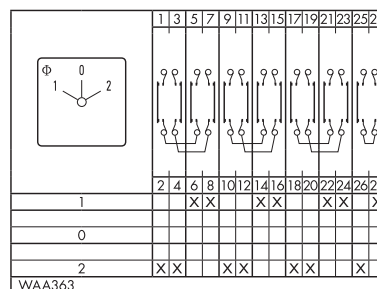 1 3 5 7 9 11 13 15 17 19 21 23 25
Φ 0
1 2
2 4 6 8 10 12 14 16 18 20 22 24 26
1 X X X X X X
0
2 X X X X X X X
WAA363